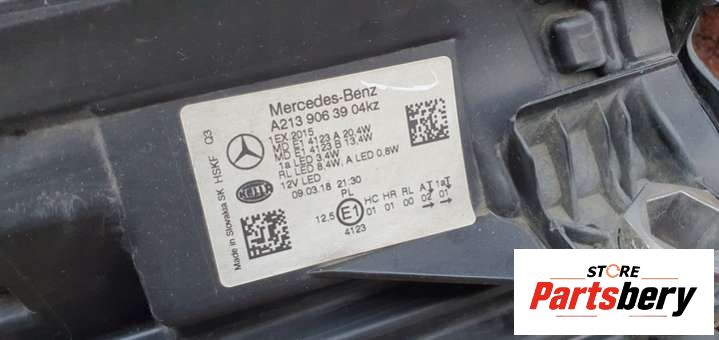 Mercedes-Benz
A213 906 39 04kz
1EX 2015
MD E1 4123 A 20,4W
MD E1 4123 B 13,4W
1a LED 3,4W
RL LED 8,4W, A LED 0,8W
12V LED
09.03.18 21:30
PL
HC HR RL A 1a
12.5 E1 01 01 00 02 01
4123
HELLA
Made in Slovakia SK HSKF Q3
STORE
Partsbery